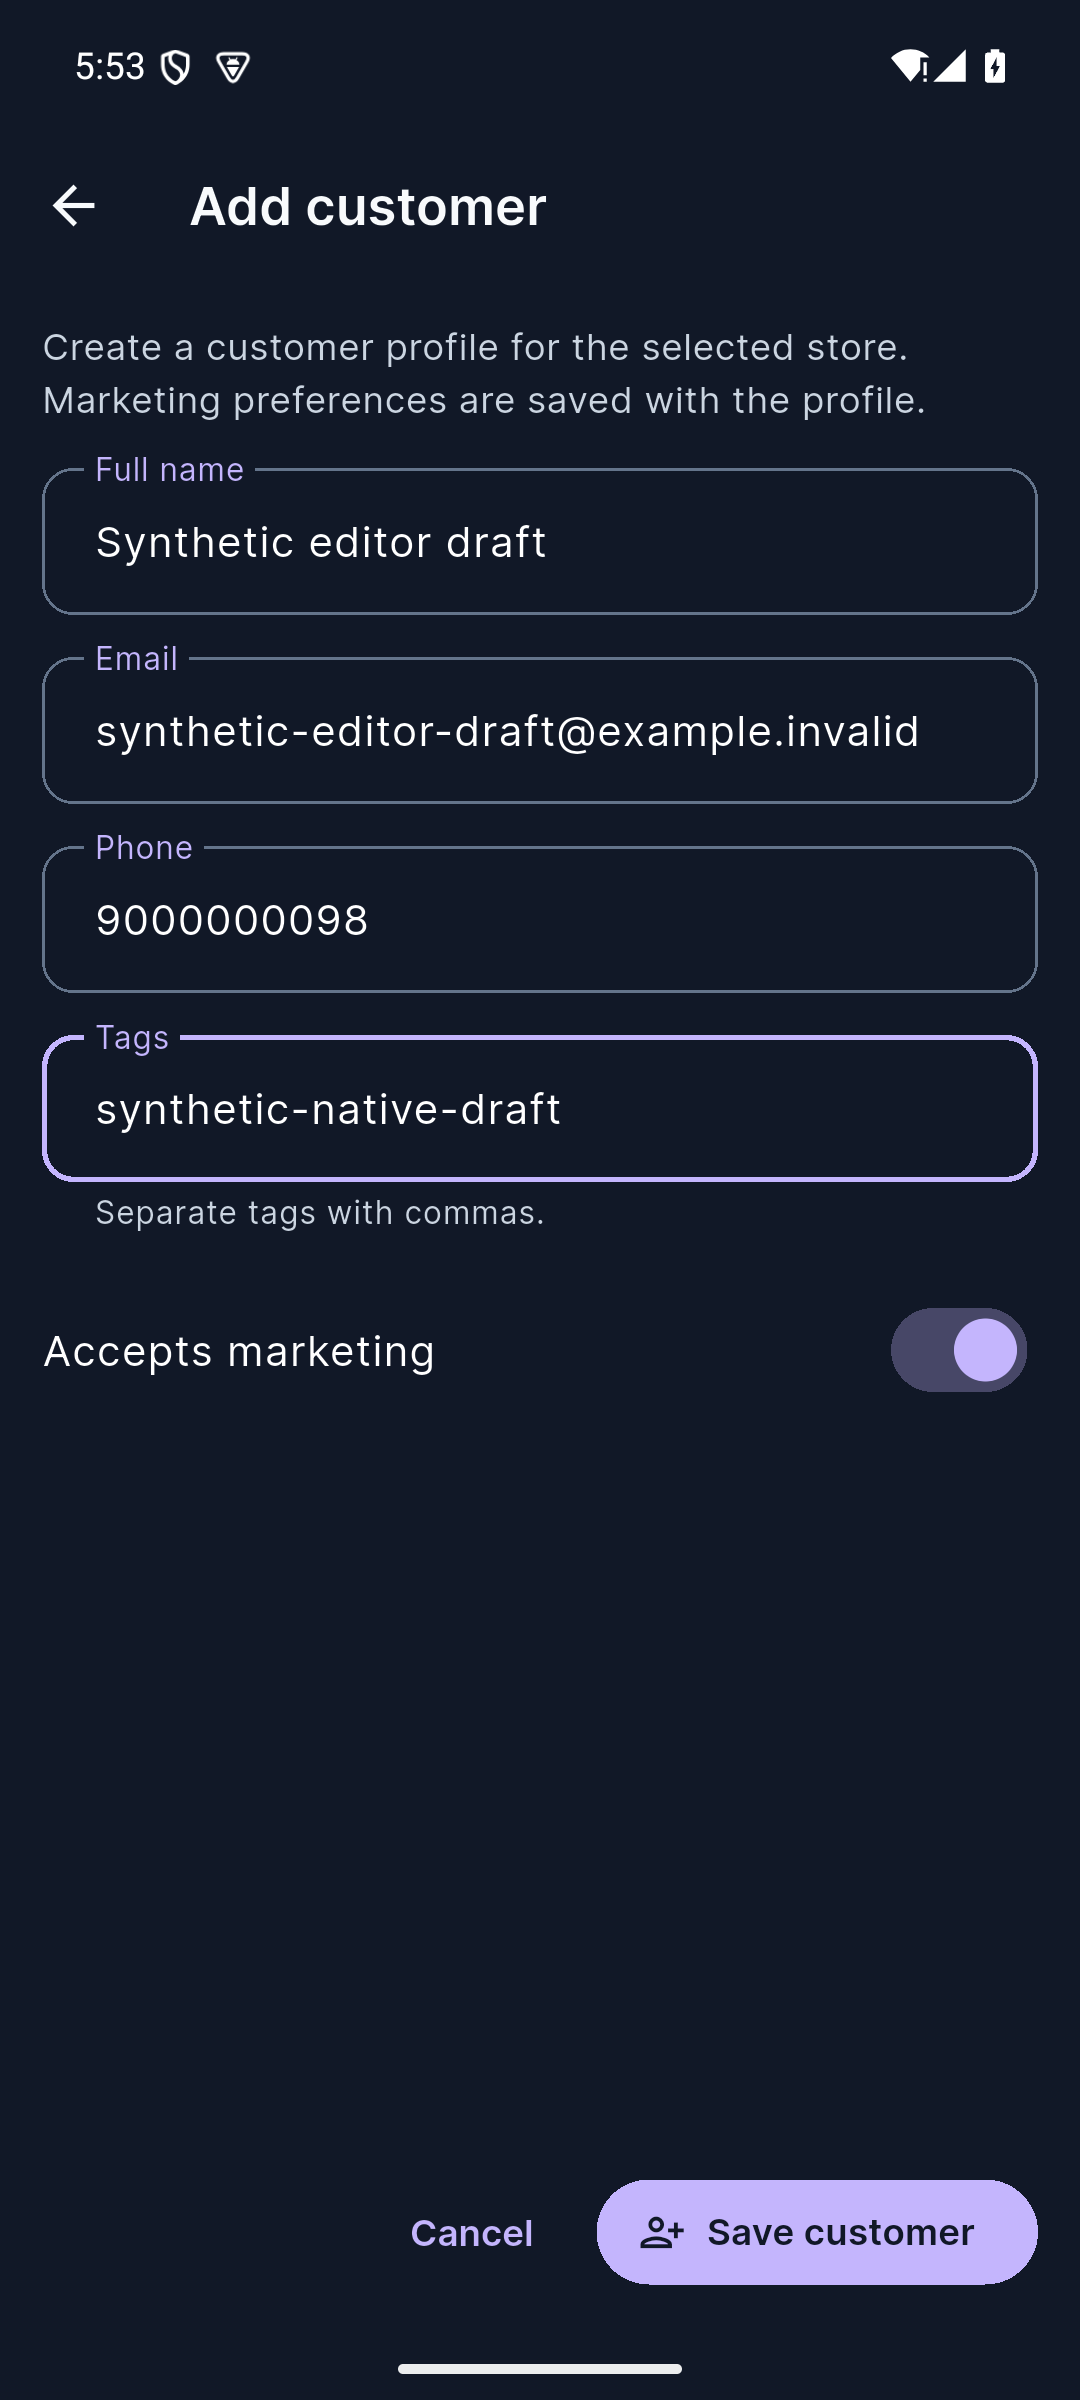 5:53
Add customer
Create a customer profile for the selected store.
Marketing preferences are saved with the profile.
Full name
Synthetic editor draft
Email
synthetic-editor-draft@example.invalid
Phone
9000000098
Tags
synthetic-native-draft
Separate tags with commas.
Accepts marketing
Cancel
Save customer